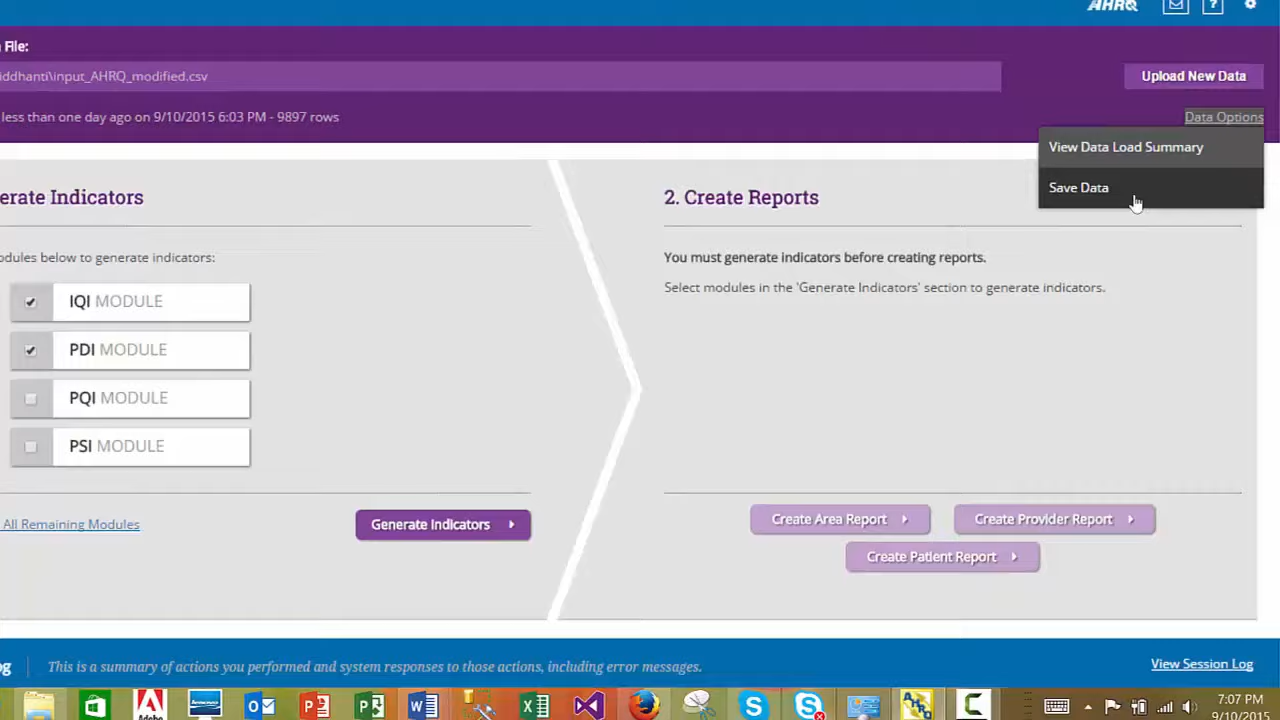 AHRQ
?
File:
iddhanti\input_AHRQ_modified.csv
Upload New Data
less than one day ago on 9/10/2015 6:03 PM - 9897 rows
Data Options
View Data Load Summary
Save Data
erate Indicators
odules below to generate indicators:
IQI MODULE
PDI MODULE
PQI MODULE
PSI MODULE
All Remaining Modules
Generate Indicators
2. Create Reports
You must generate indicators before creating reports.
Select modules in the 'Generate Indicators' section to generate indicators.
Create Area Report
Create Provider Report
Create Patient Report
og
This is a summary of actions you performed and system responses to those actions, including error messages.
View Session Log
Adobe
7:07 PM
9/10/2015